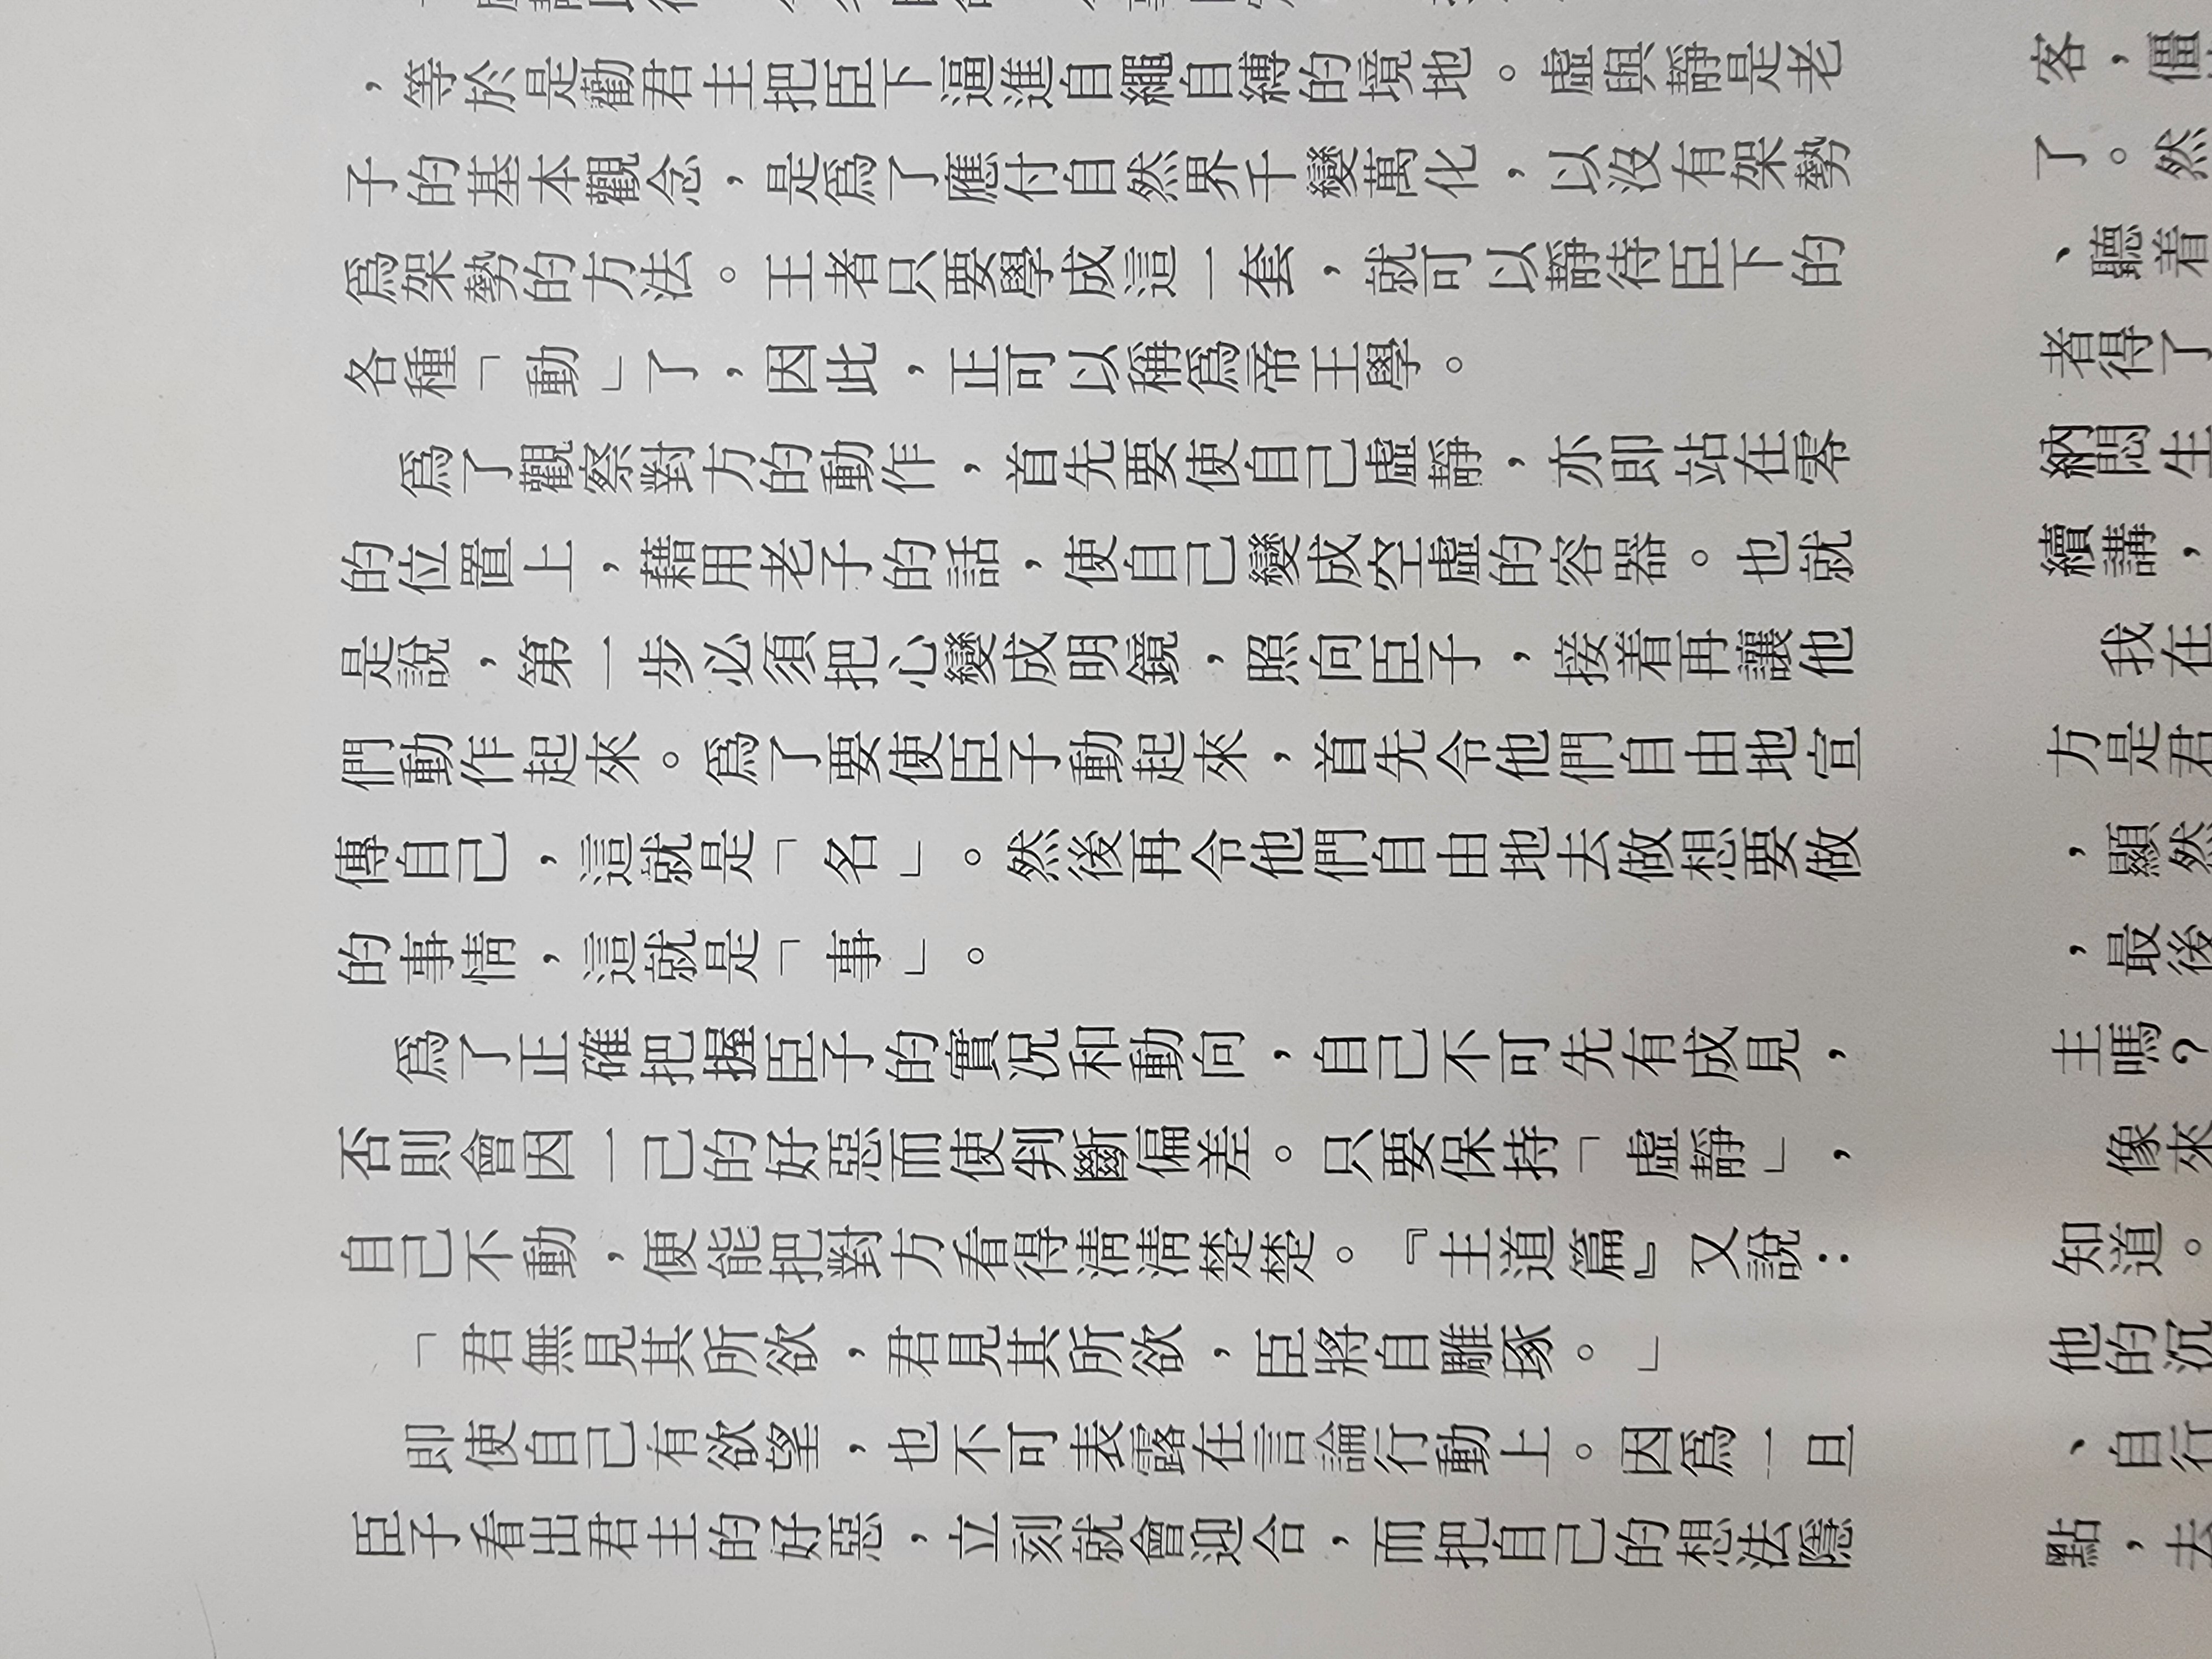 ，等於是勸君主把臣下逼進自繩自縛的境地。虛與靜是老
子的基本觀念，是爲了應付自然界千變萬化，以沒有架勢
爲架勢的方法。王者只要學成這一套，就可以靜待臣下的
各種「動」了，因此，正可以稱爲帝王學。
爲了觀察對方的動作，首先要使自己虛靜，亦即站在零
的位置上，藉用老子的話，使自己變成空虛的容器。也就
是說，第一步必須把心變成明鏡，照向臣子，接着再讓他
們動作起來。爲了要使臣子動起來，首先令他們自由地宣
傳自己，這就是「名」。然後再令他們自由地去做想要做
的事情，這就是「事」。
爲了正確把握臣子的實況和動向，自己不可先有成見，
否則會因一己的好惡而使判斷偏差。只要保持「虛靜」，
自己不動，便能把對方看得淸淸楚楚。『主道篇』又說：
「君無見其所欲，君見其所欲，臣將自雕琢。」
即使自己有欲望，也不可表露在言論行動上。因爲一旦
臣子看出君主的好惡，立刻就會迎合，而把自己的想法隱
客，僵
了。然
、聽着
者得了
納悶生
續講，
我在
方是君
，顯然
，最後
主嗎？
像來
知道。
他的沉
、自行
點，去